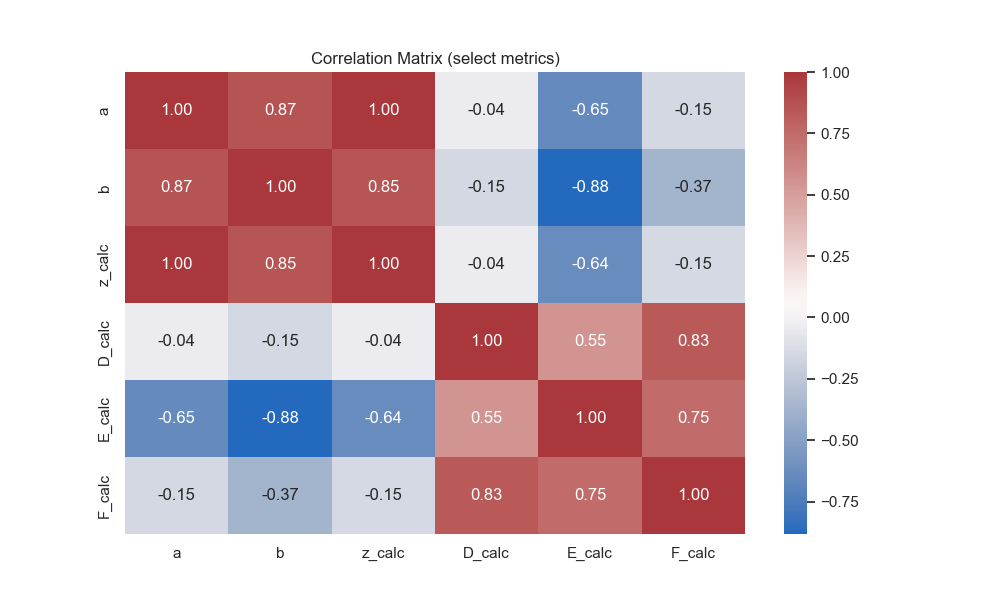 Correlation Matrix (select metrics)
a 1.00 0.87 1.00 -0.04 -0.65 -0.15
b 0.87 1.00 0.85 -0.15 -0.88 -0.37
z_calc 1.00 0.85 1.00 -0.04 -0.64 -0.15
D_calc -0.04 -0.15 -0.04 1.00 0.55 0.83
E_calc -0.65 -0.88 -0.64 0.55 1.00 0.75
F_calc -0.15 -0.37 -0.15 0.83 0.75 1.00
a b z_calc D_calc E_calc F_calc
1.00
0.75
0.50
0.25
0.00
−0.25
−0.50
−0.75